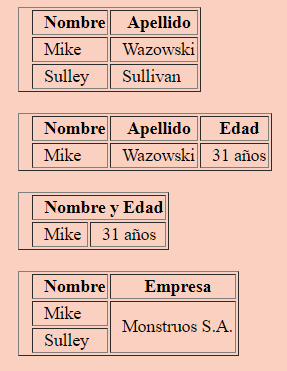 Nombre Apellido
Mike Wazowski
Sulley Sullivan
Nombre Apellido Edad
Mike Wazowski 31 años
Nombre y Edad
Mike 31 años
Nombre Empresa
Mike
Monstruos S.A.
Sulley